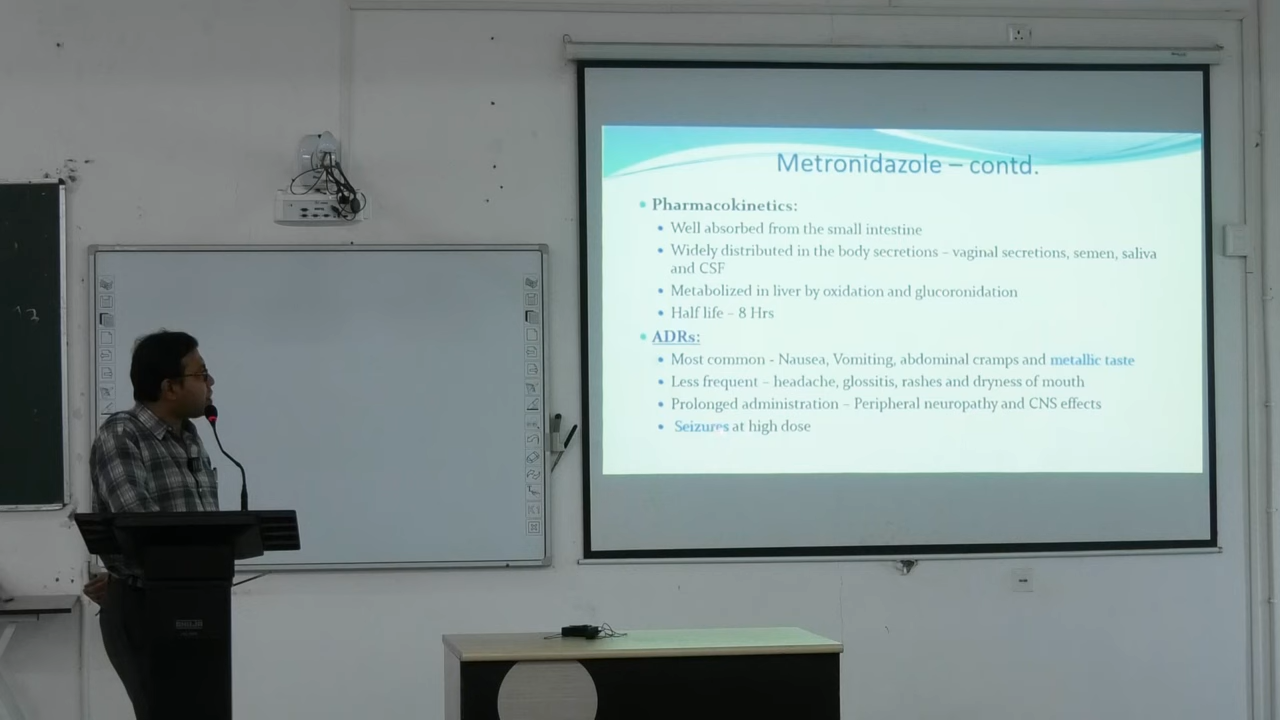 Metronidazole – contd.
Pharmacokinetics:
Well absorbed from the small intestine
Widely distributed in the body secretions – vaginal secretions, semen, saliva
and CSF
Metabolized in liver by oxidation and glucoronidation
Half life – 8 Hrs
ADRs:
Most common - Nausea, Vomiting, abdominal cramps and metallic taste
Less frequent – headache, glossitis, rashes and dryness of mouth
Prolonged administration – Peripheral neuropathy and CNS effects
Seizures at high dose